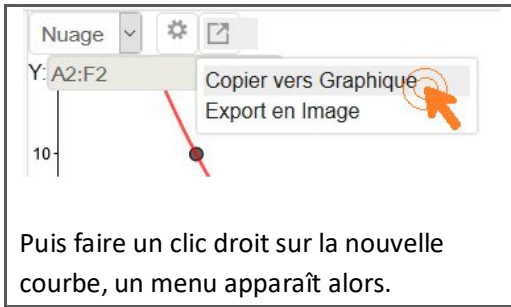 Nuage
Y: A2:F2
Copier vers Graphique
Export en Image
10
Puis faire un clic droit sur la nouvelle
courbe, un menu apparaît alors.